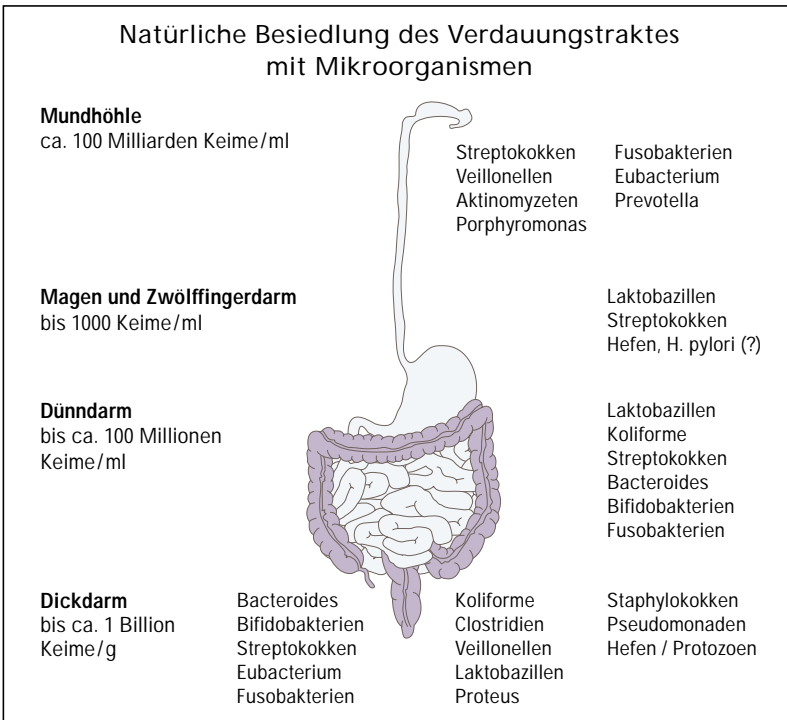 Natürliche Besiedlung des Verdauungstraktes
mit Mikroorganismen
Mundhöhle
ca. 100 Milliarden Keime/ml
Streptokokken
Veillonellen
Aktinomyzeten
Porphyromonas
Fusobakterien
Eubacterium
Prevotella
Magen und Zwölffingerdarm
bis 1000 Keime/ml
Laktobazillen
Streptokokken
Hefen, H. pylori (?)
Dünndarm
bis ca. 100 Millionen
Keime/ml
Laktobazillen
Koliforme
Streptokokken
Bacteroides
Bifidobakterien
Fusobakterien
Dickdarm
bis ca. 1 Billion
Keime/g
Bacteroides
Bifidobakterien
Streptokokken
Eubacterium
Fusobakterien
Koliforme
Clostridien
Veillonellen
Laktobazillen
Proteus
Staphylokokken
Pseudomonaden
Hefen / Protozoen